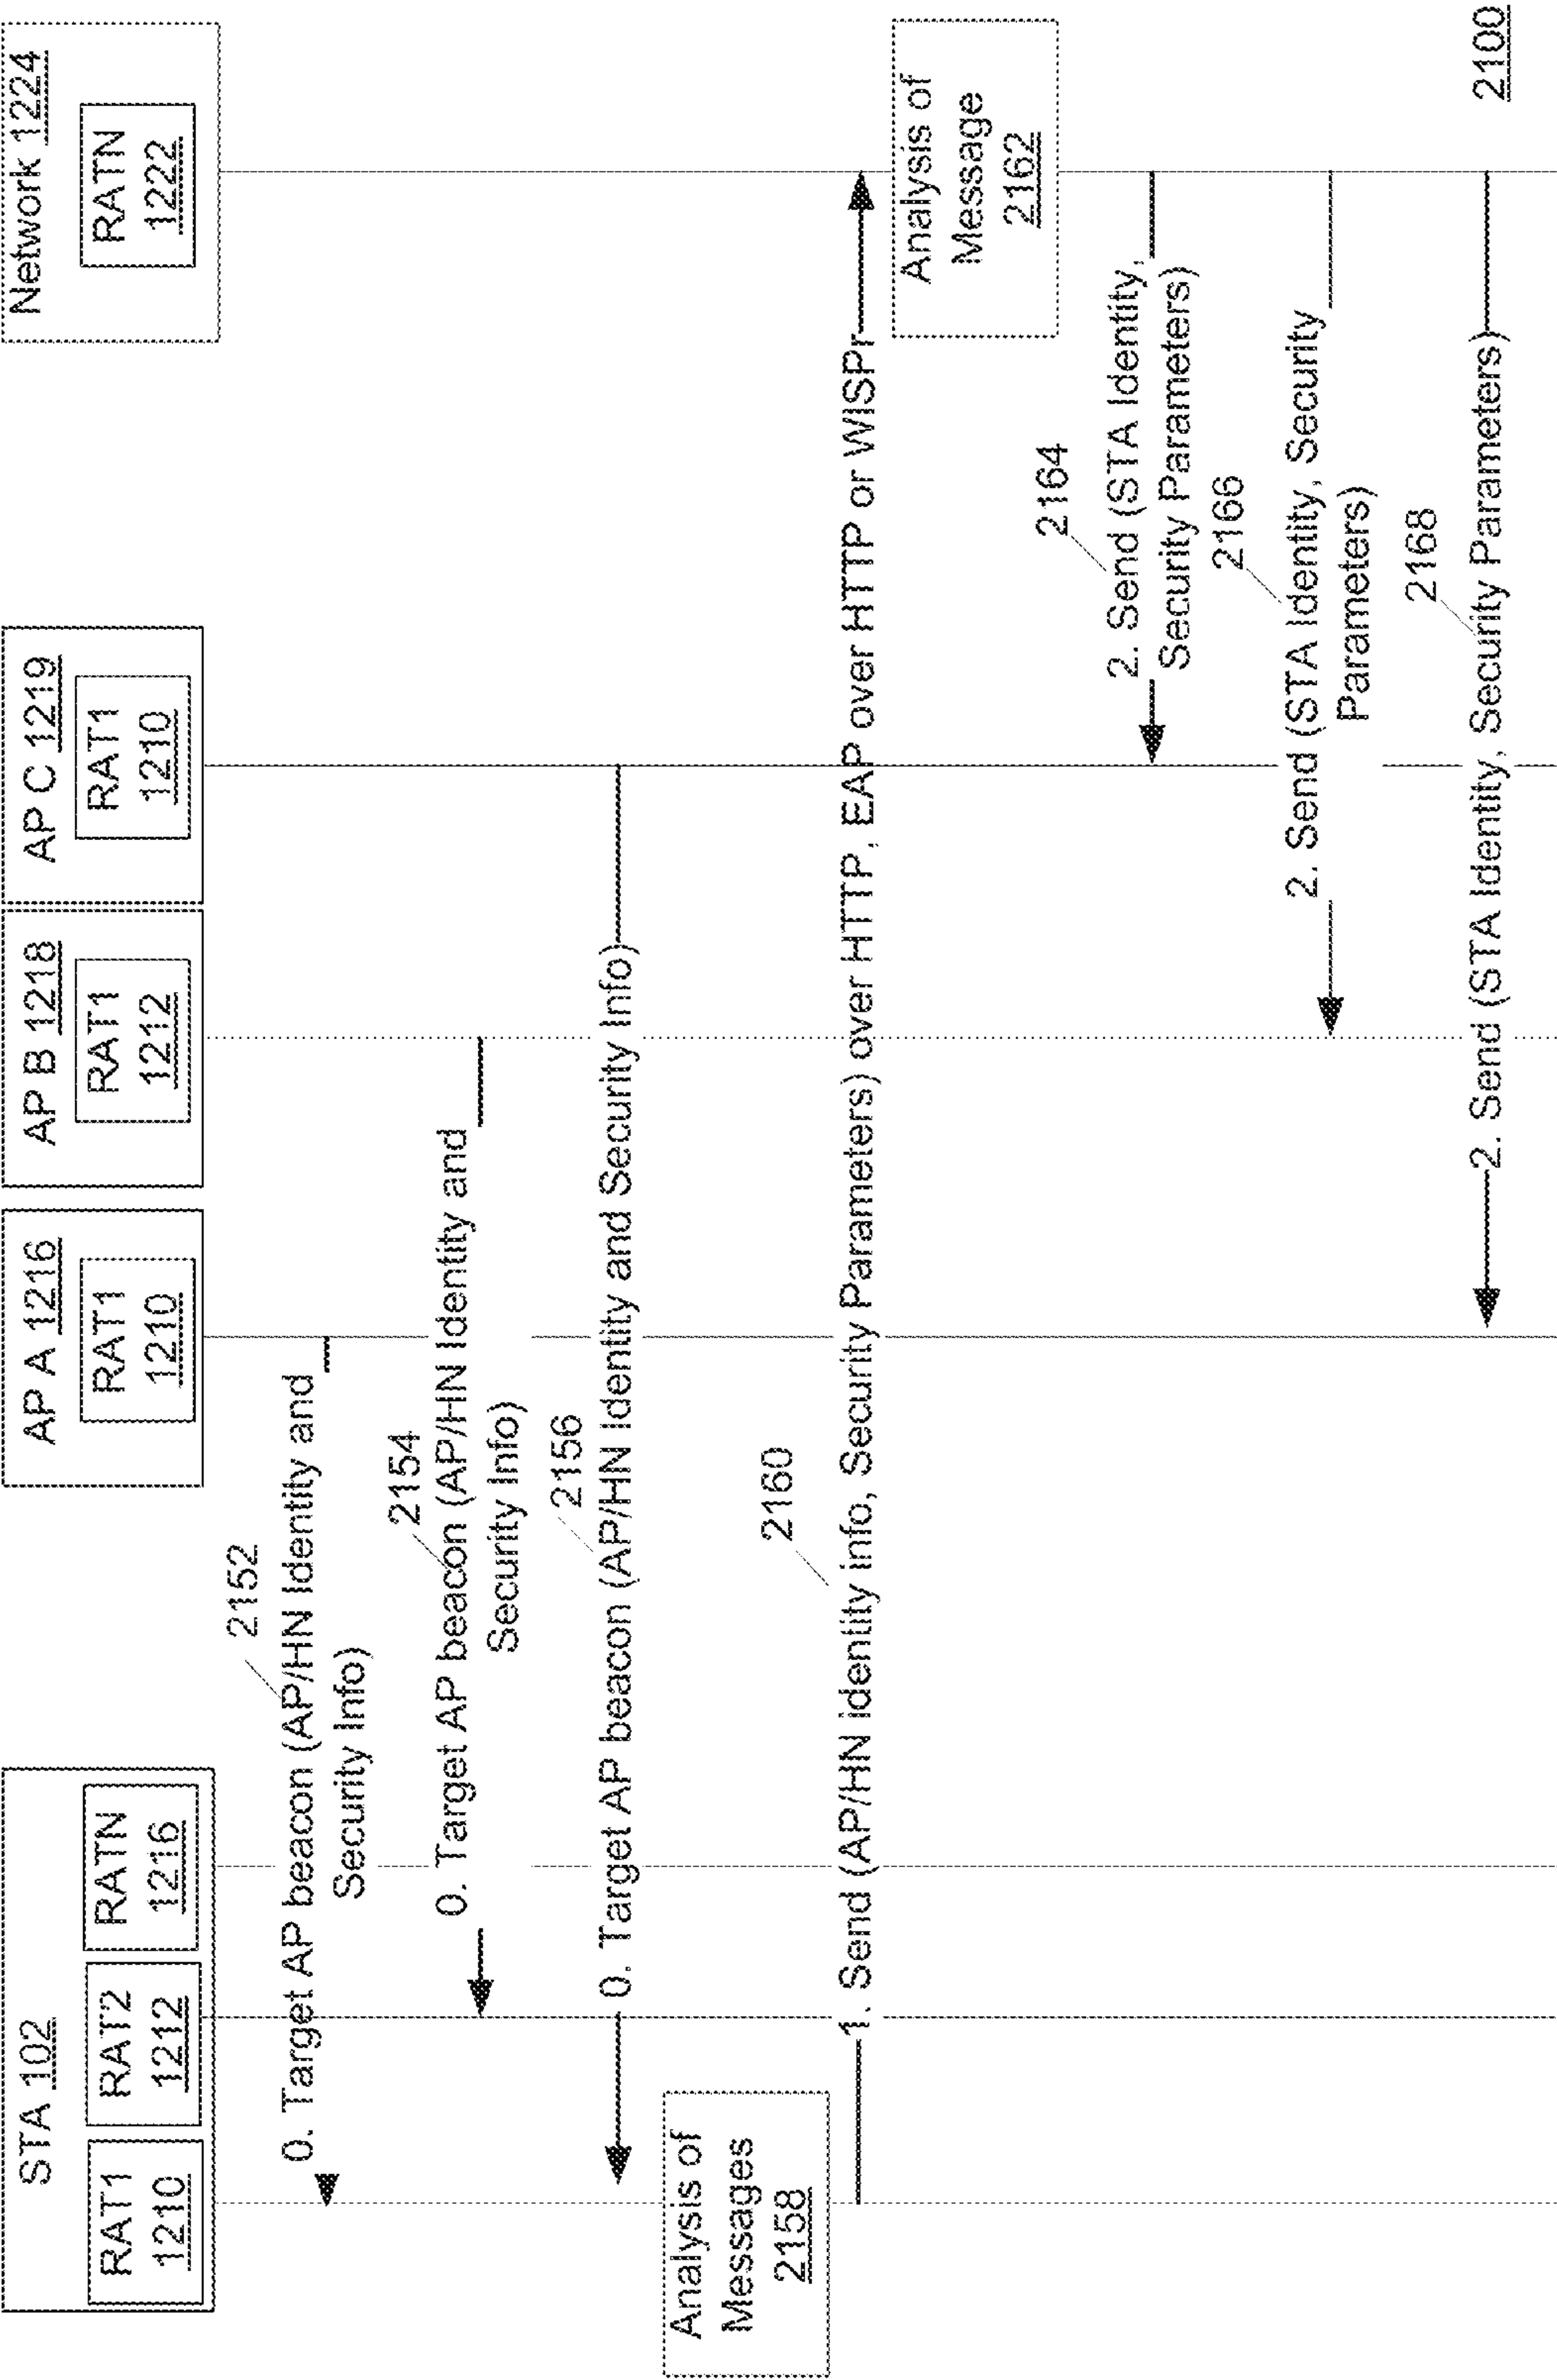 STA 102
RAT1
1210
RAT2
1212
RATN
1216
AP A 1216
RAT1
1210
AP B 1218
RAT1
1212
AP C 1219
RAT1
1210
Network 1224
RATN
1222
2152
0. Target AP beacon (AP/HN Identity and
Security Info)
2154
0. Target AP beacon (AP/HN Identity and
Security Info)
2156
0. Target AP beacon (AP/HN Identity and Security Info)
Analysis of
Messages
2158
2160
1. Send (AP/HN identity info, Security Parameters) over HTTP, EAP over HTTP or WISPr
Analysis of
Message
2162
2164
2. Send (STA Identity,
Security Parameters)
2166
2. Send (STA Identity, Security
Parameters)
2168
2. Send (STA Identity, Security Parameters)
2100